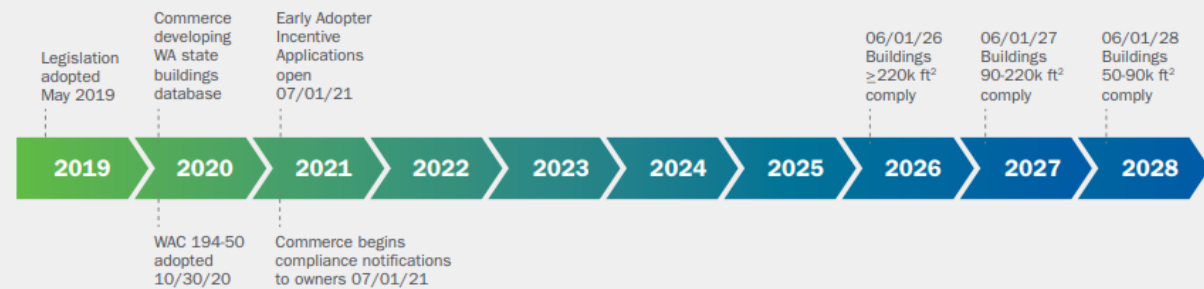 Legislation
adopted
May 2019
Commerce
developing
WA state
buildings
database
Early Adopter
Incentive
Applications
open
07/01/21
06/01/26
Buildings
≥220k ft²
comply
06/01/27
Buildings
90-220k ft²
comply
06/01/28
Buildings
50-90k ft²
comply
2019
2020
2021
2022
2023
2024
2025
2026
2027
2028
WAC 194-50
adopted
10/30/20
Commerce begins
compliance notifications
to owners 07/01/21